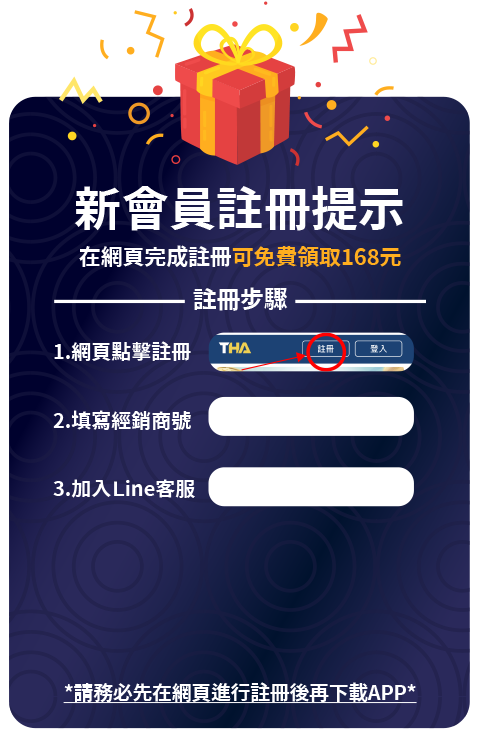 新會員註冊提示
在網頁完成註冊可免費領取168元
註冊步驟
1.網頁點擊註冊
THA 註冊 登入
2.填寫經銷商號
3.加入Line客服
*請務必先在網頁進行註冊後再下載APP*